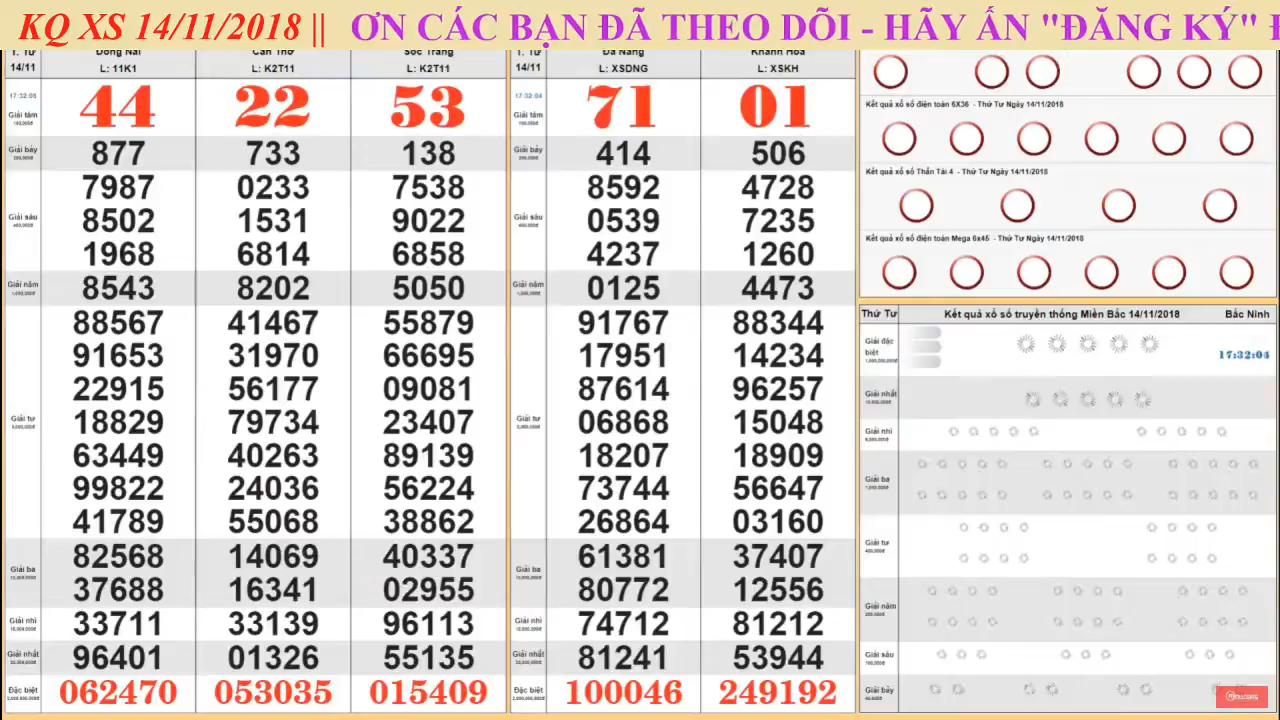 KQ XS 14/11/2018 || ƠN CÁC BẠN ĐÃ THEO DÕI - HÃY ẤN "ĐĂNG KÝ"
T. Tư Đồng Nai Cần Thơ Sóc Trăng
14/11 L: 11K1 L: K2T11 L: K2T11
17:32:05
Giải tám 44 22 53
Giải bảy 877 733 138
7987 0233 7538
Giải sáu 8502 1531 9022
1968 6814 6858
Giải năm 8543 8202 5050
88567 41467 55879
91653 31970 66695
22915 56177 09081
Giải tư 18829 79734 23407
63449 40263 89139
99822 24036 56224
41789 55068 38862
Giải ba 82568 14069 40337
37688 16341 02955
Giải nhì 33711 33139 96113
Giải nhất 96401 01326 55135
Đặc biệt 062470 053035 015409
T. Tư Đà Nẵng Khánh Hòa
14/11 L: XSDNG L: XSKH
17:32:04
Giải tám 71 01
Giải bảy 414 506
8592 4728
Giải sáu 0539 7235
4237 1260
Giải năm 0125 4473
91767 88344
17951 14234
87614 96257
Giải tư 06868 15048
18207 18909
73744 56647
26864 03160
Giải ba 61381 37407
80772 12556
Giải nhì 74712 81212
Giải nhất 81241 53944
Đặc biệt 100046 249192
Kết quả xổ số điện toán 6X36 - Thứ Tư Ngày 14/11/2018
Kết quả xổ số Thần Tài 4 - Thứ Tư Ngày 14/11/2018
Kết quả xổ số điện toán Mega 6x45 - Thứ Tư Ngày 14/11/2018
Thứ Tư Kết quả xổ số truyền thống Miền Bắc 14/11/2018 Bắc Ninh
Giải đặc
biệt
17:32:04
Giải nhất
Giải nhì
Giải ba
Giải tư
Giải năm
Giải sáu
Giải bảy